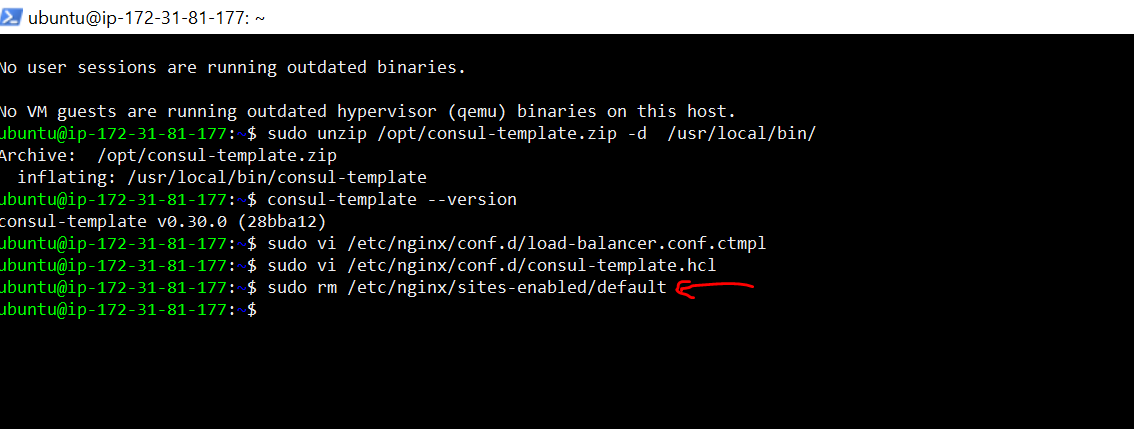 ubuntu@ip-172-31-81-177: ~
No user sessions are running outdated binaries.
No VM guests are running outdated hypervisor (qemu) binaries on this host.
ubuntu@ip-172-31-81-177:~$ sudo unzip /opt/consul-template.zip -d  /usr/local/bin/
Archive:  /opt/consul-template.zip
  inflating: /usr/local/bin/consul-template
ubuntu@ip-172-31-81-177:~$ consul-template --version
consul-template v0.30.0 (28bba12)
ubuntu@ip-172-31-81-177:~$ sudo vi /etc/nginx/conf.d/load-balancer.conf.ctmpl
ubuntu@ip-172-31-81-177:~$ sudo vi /etc/nginx/conf.d/consul-template.hcl
ubuntu@ip-172-31-81-177:~$ sudo rm /etc/nginx/sites-enabled/default
ubuntu@ip-172-31-81-177:~$